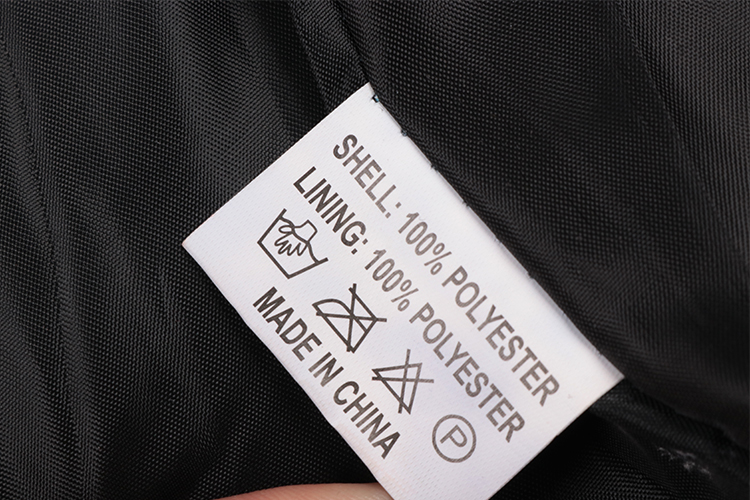 SHELL: 100% POLYESTER
LINING: 100% POLYESTER
P
MADE IN CHINA